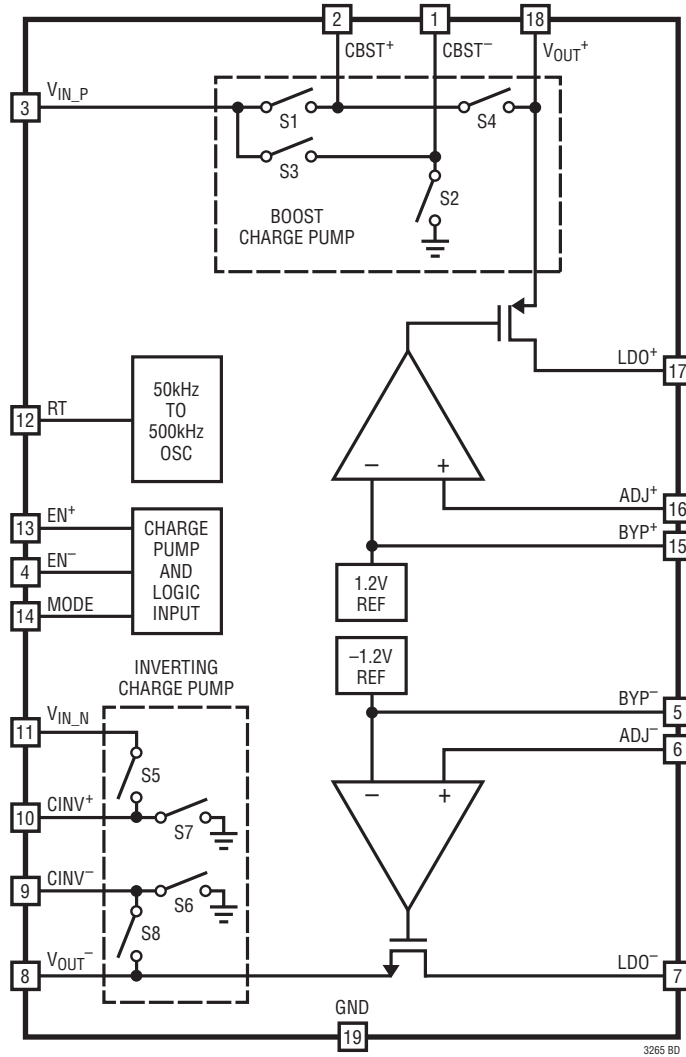 2
1
18
CBST+
CBST–
VOUT+
3
VIN_P
S1
S4
S3
S2
BOOST
CHARGE PUMP
LDO+
17
50kHz
TO
500kHz
OSC
12
RT
ADJ+
16
BYP+
15
13
EN+
4
EN–
14
MODE
CHARGE
PUMP
AND
LOGIC
INPUT
1.2V
REF
–1.2V
REF
INVERTING
CHARGE PUMP
BYP–
5
ADJ–
6
11
VIN_N
S5
10
CINV+
S7
9
CINV–
S6
S8
8
VOUT–
LDO–
7
GND
19
3265 BD
– +
– +